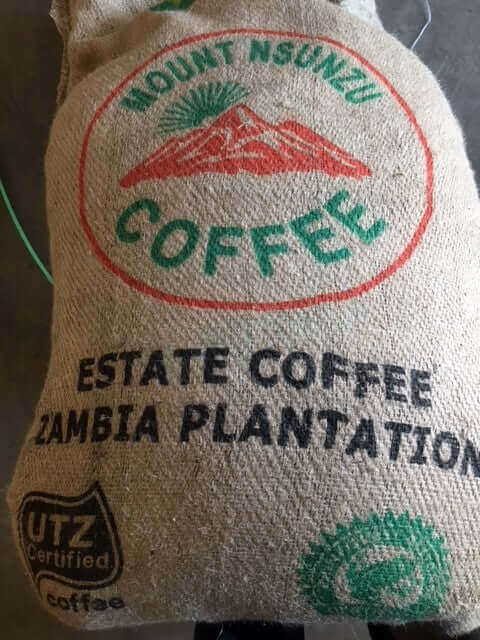 MOUNT NSUNZU
COFFEE
ESTATE COFFEE
ZAMBIA PLANTATION
UTZ
Certified
coffee